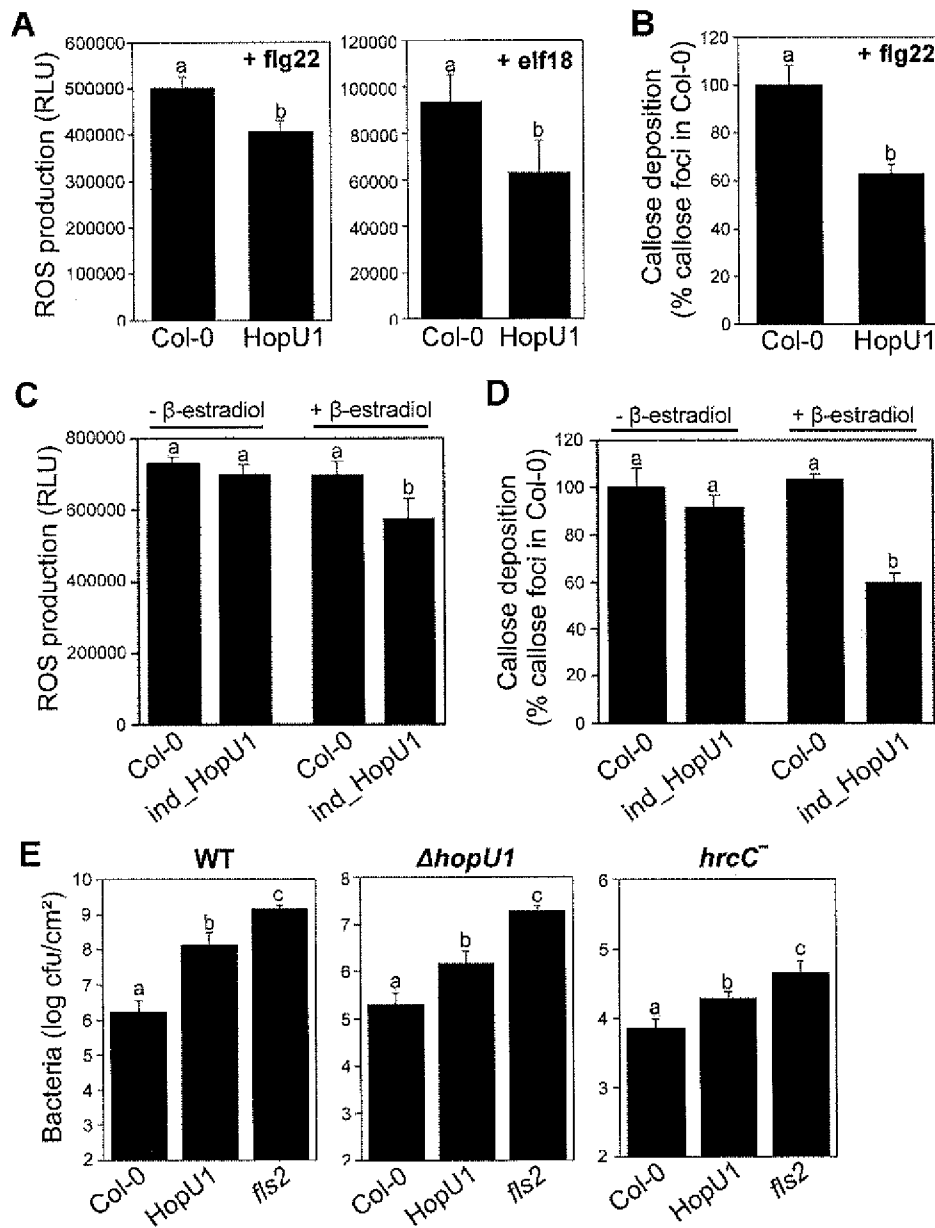 A
+ flg22
ROS production (RLU)
600000
500000
400000
300000
200000
100000
0
a
b
Col-0 HopU1
+ elf18
120000
100000
80000
60000
40000
20000
0
a
b
Col-0 HopU1
B
+ flg22
Callose deposition
(% callose foci in Col-0)
120
100
80
60
40
20
0
a
b
Col-0 HopU1
C
- β-estradiol
+ β-estradiol
ROS production (RLU)
800000
600000
400000
200000
0
a
a
a
b
Col-0
ind_HopU1
Col-0
ind_HopU1
D
- β-estradiol
+ β-estradiol
Callose deposition
(% callose foci in Col-0)
120
100
80
60
40
20
0
a
a
a
b
Col-0
ind_HopU1
Col-0
ind_HopU1
E
WT
Bacteria (log cfu/cm²)
10
9
8
7
6
5
4
3
2
a
b
c
Col-0
HopU1
fls2
ΔhopU1
8
7
6
5
4
3
2
a
b
c
Col-0
HopU1
fls2
hrcC⁻
6
5
4
3
2
a
b
c
Col-0
HopU1
fls2